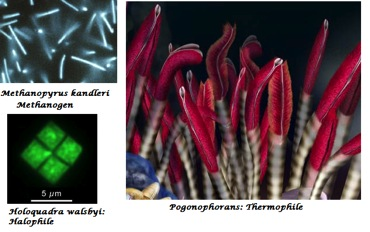 Methanopyrus kandleri
Methanogen
5 µm
Holoquadra walsbyi:
Halophile
Pogonophorans: Thermophile